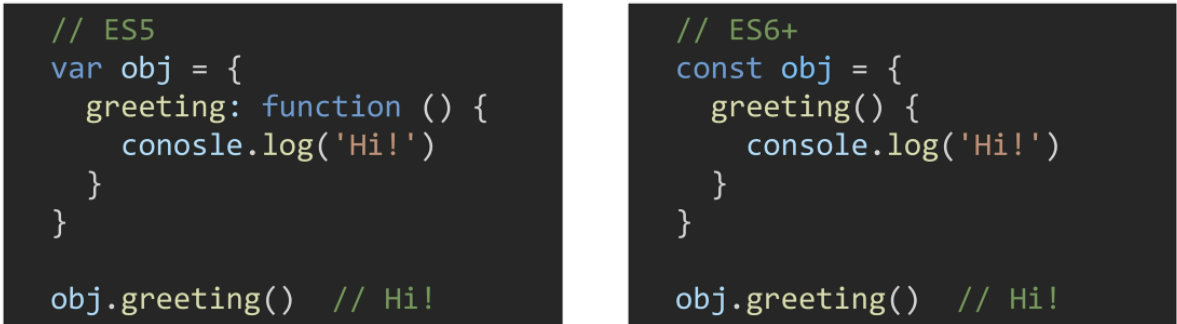 // ES5
var obj = {
greeting: function () {
conosle.log('Hi!')
}
}
obj.greeting() // Hi!
// ES6+
const obj = {
greeting() {
console.log('Hi!')
}
}
obj.greeting() // Hi!